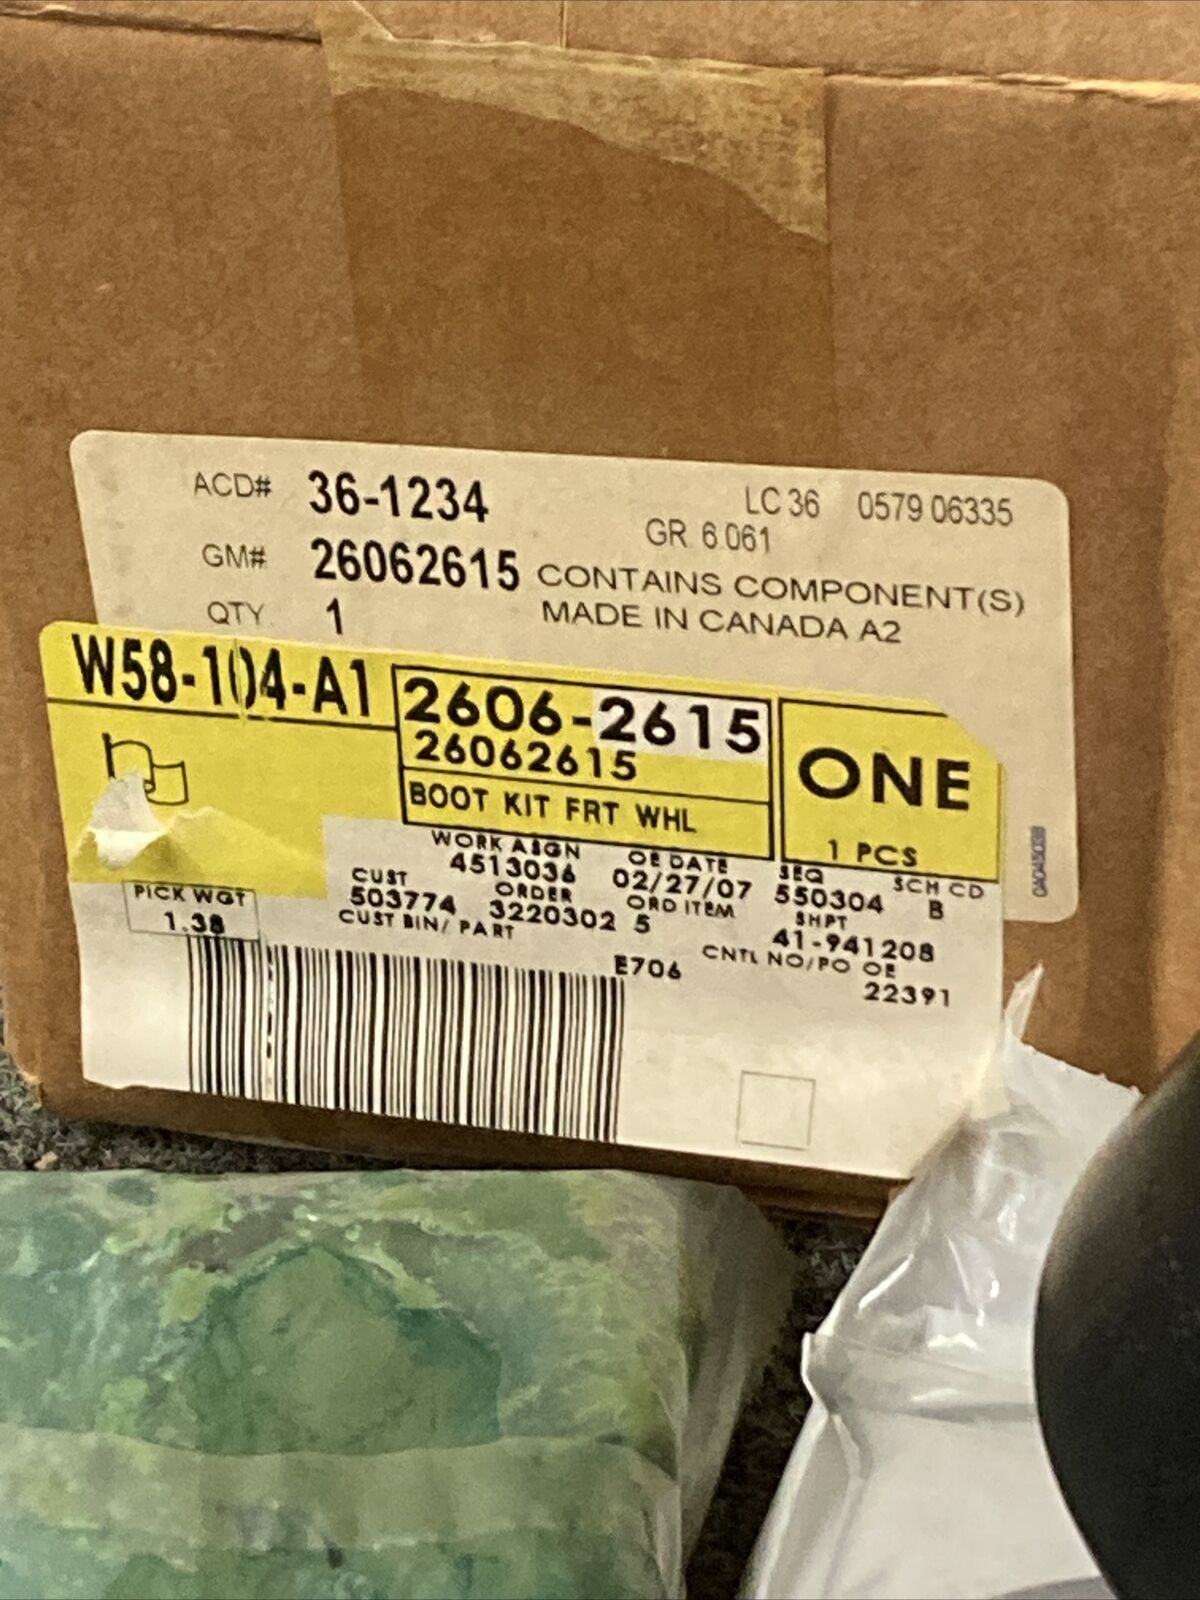 ACD# 36-1234 LC 36 0579 06335
GR 6.061
GM# 26062615 CONTAINS COMPONENT(S)
QTY 1 MADE IN CANADA A2
W58-104-A1 2606-2615 ONE
26062615
BOOT KIT FRT WHL 1 PCS
WORK ASGN OE DATE SEQ SCH CD
4513036 02/27/07 550304 B
CUST ORDER ORD ITEM SHPT
503774 3220302 5 41-941208
PICK WGT
1.38
CUST BIN/ PART CNTL NO/PO OE
E706 22391